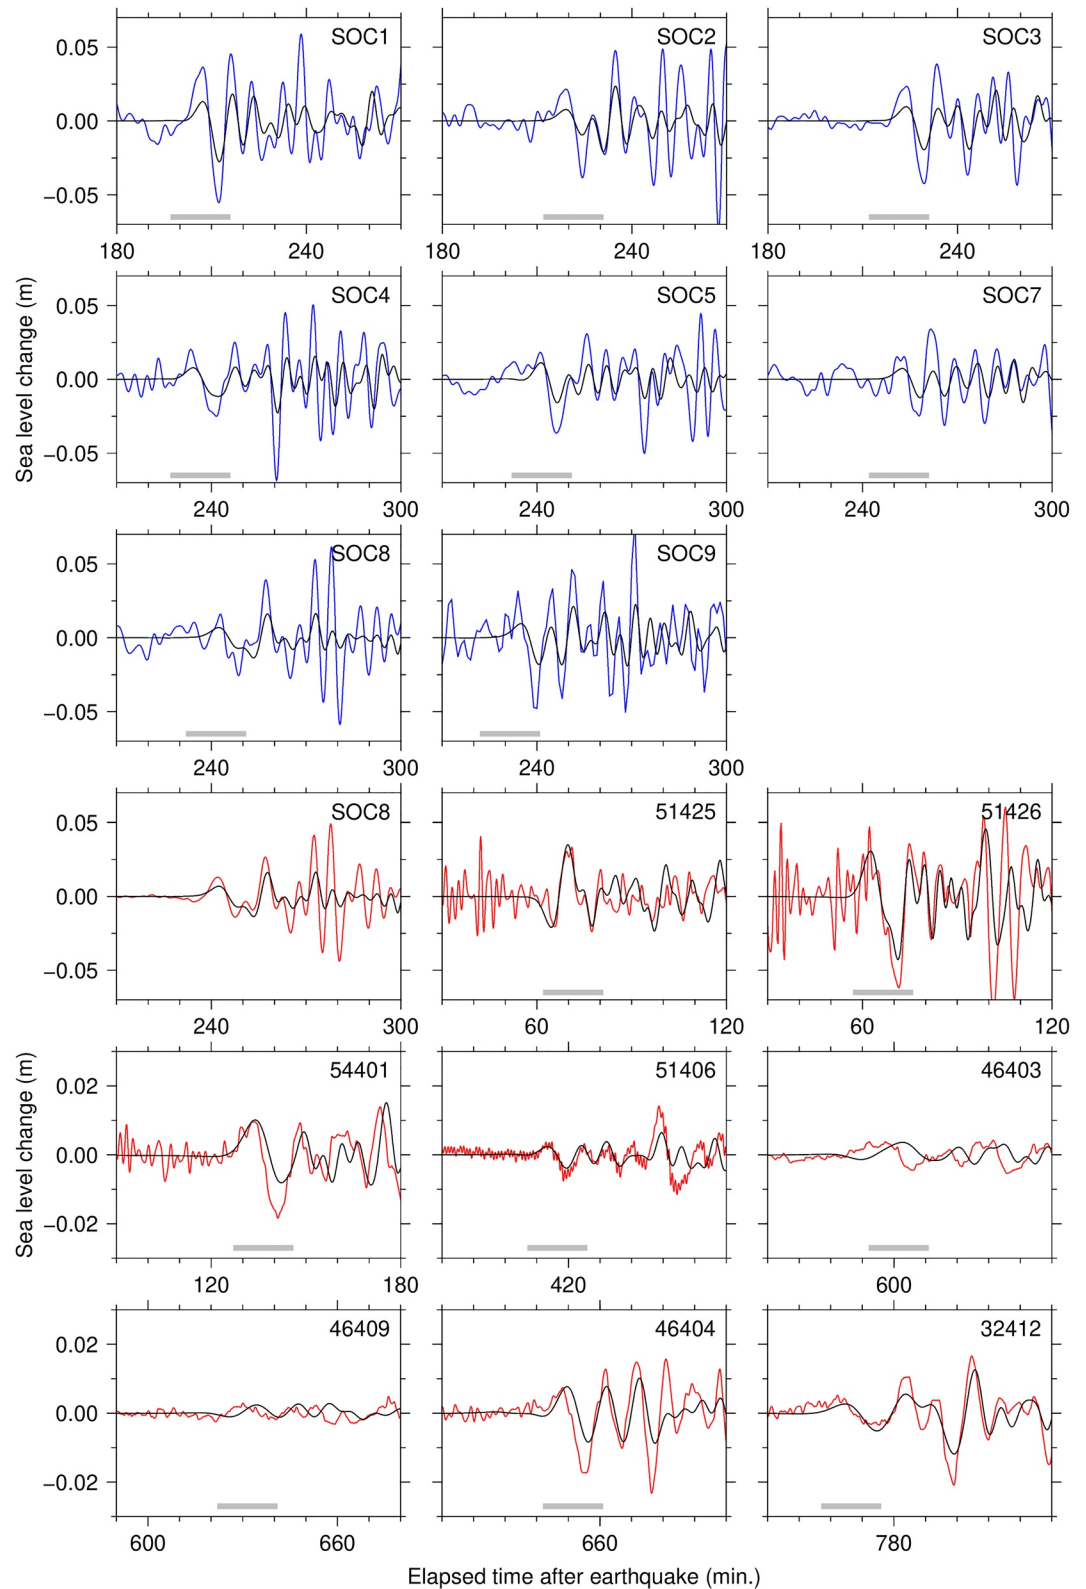 SOC1 SOC2 SOC3
0.05
0.00
−0.05
180 240 180 240 180 240
SOC4 SOC5 SOC7
0.05
0.00
−0.05
Sea level change (m)
240 300 240 300 240 300
SOC8 SOC9
0.05
0.00
−0.05
240 300 240 300
SOC8 51425 51426
0.05
0.00
−0.05
240 300 60 120 60 120
54401 51406 46403
0.02
0.00
−0.02
Sea level change (m)
120 180 420 600
46409 46404 32412
0.02
0.00
−0.02
600 660 660 780
Elapsed time after earthquake (min.)